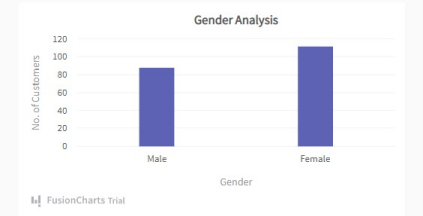 Gender Analysis
120
100
80
60
40
20
0
No. of Customers
Male Female
Gender
FusionCharts Trial